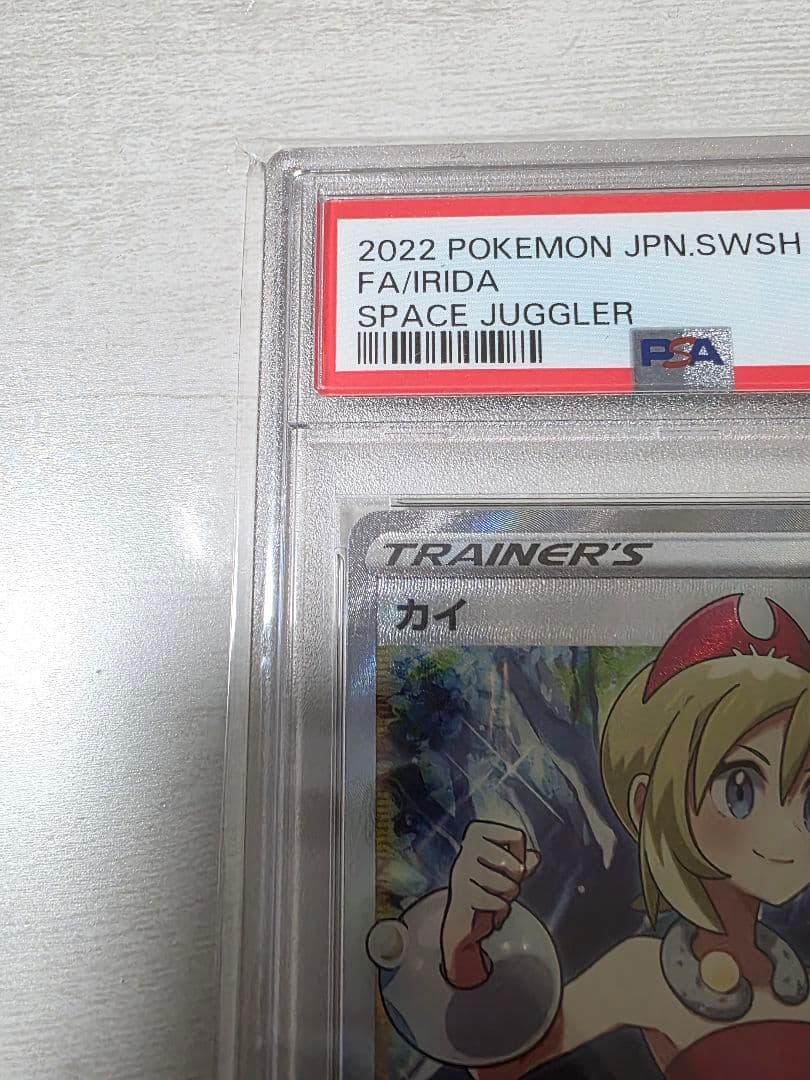 2022 POKEMON JPN.SWSH
FA/IRIDA
SPACE JUGGLER
PSA
TRAINER'S
カイ